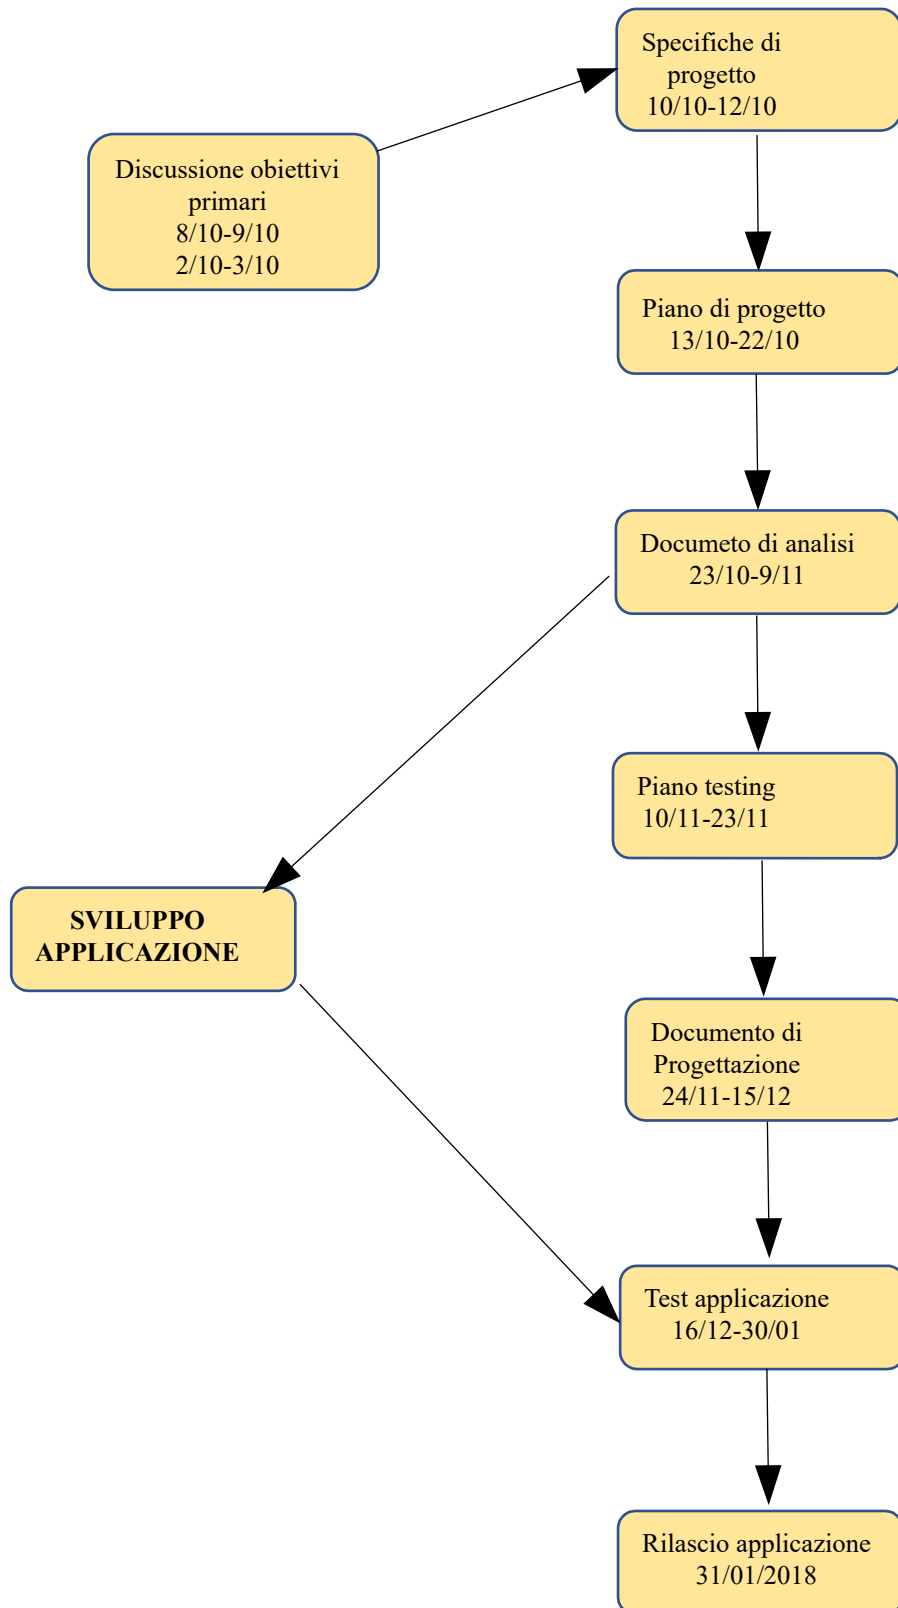 Specifiche di
progetto
10/10-12/10
Discussione obiettivi
primari
8/10-9/10
2/10-3/10
Piano di progetto
13/10-22/10
Documeto di analisi
23/10-9/11
Piano testing
10/11-23/11
SVILUPPO
APPLICAZIONE
Documento di
Progettazione
24/11-15/12
Test applicazione
16/12-30/01
Rilascio applicazione
31/01/2018